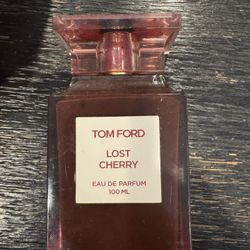 TOM FORD
LOST
CHERRY
EAU DE PARFUM
100 ML